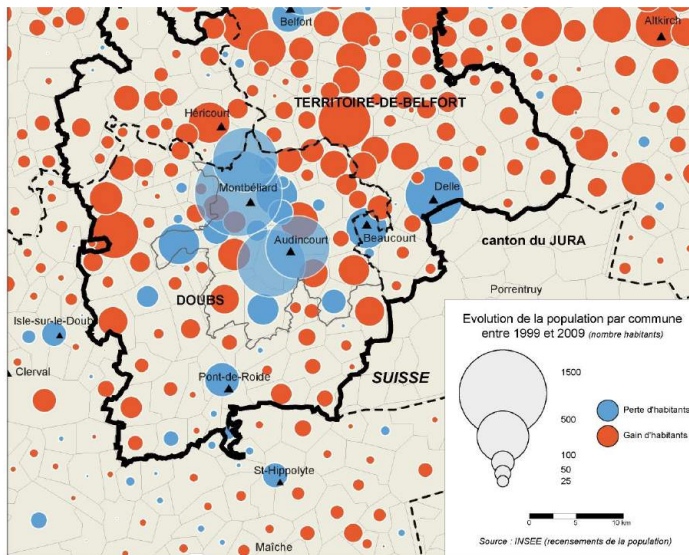 Belfort
Altkirch
TERRITOIRE-DE-BELFORT
Héricourt
Montbéliard
Delle
Beaucourt
Audincourt
canton du JURA
DOUBS
Porrentruy
Isle-sur-le-Doubs
Clerval
Pont-de-Roide
SUISSE
St-Hippolyte
Maîche
Evolution de la population par commune
entre 1999 et 2009 (nombre habitants)
1500
500
100
50
25
Perte d'habitants
Gain d'habitants
0 5 10 km
Source : INSEE (recensements de la population)